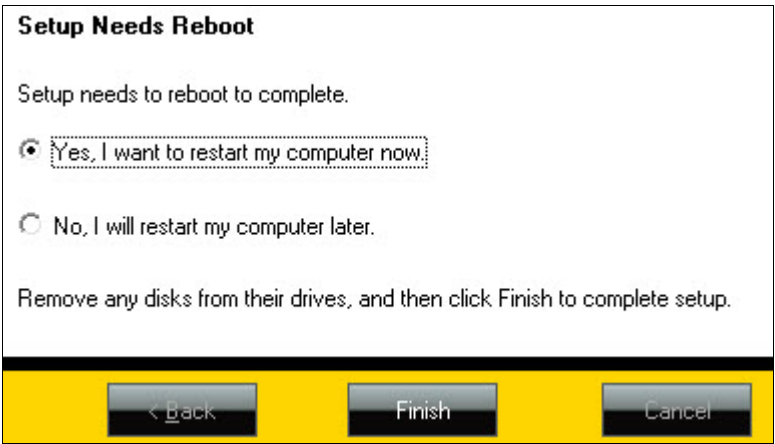 Setup Needs Reboot
Setup needs to reboot to complete.
Yes, I want to restart my computer now.
No, I will restart my computer later.
Remove any disks from their drives, and then click Finish to complete setup.
< Back Finish Cancel